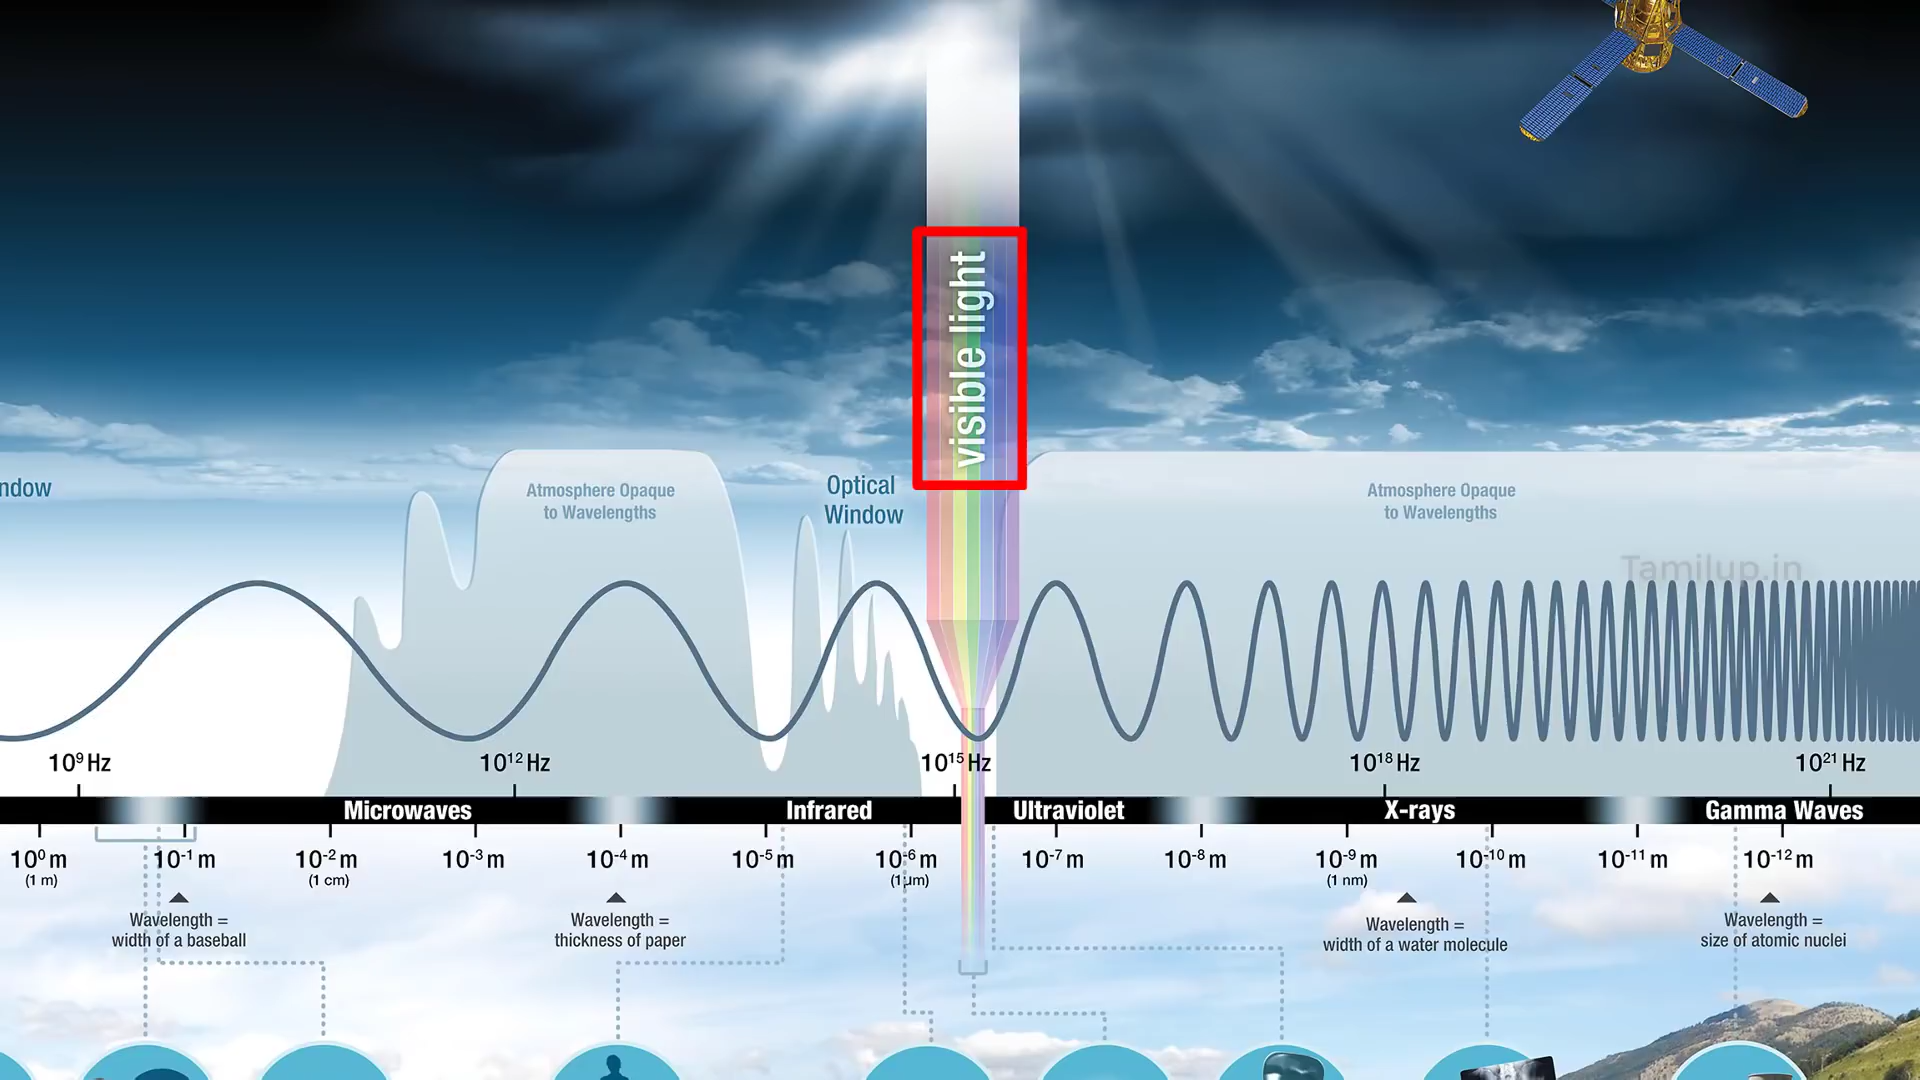 visible light
ndow
Atmosphere Opaque
to Wavelengths
Optical
Window
Atmosphere Opaque
to Wavelengths
Tamilup.in
10⁹ Hz
10¹² Hz
10¹⁵ Hz
10¹⁸ Hz
10²¹ Hz
Microwaves
Infrared
Ultraviolet
X-rays
Gamma Waves
10⁰ m
(1 m)
10⁻¹ m
10⁻² m
(1 cm)
10⁻³ m
10⁻⁴ m
10⁻⁵ m
10⁻⁶ m
(1µm)
10⁻⁷ m
10⁻⁸ m
10⁻⁹ m
(1 nm)
10⁻¹⁰ m
10⁻¹¹ m
10⁻¹² m
Wavelength =
width of a baseball
Wavelength =
thickness of paper
Wavelength =
width of a water molecule
Wavelength =
size of atomic nuclei